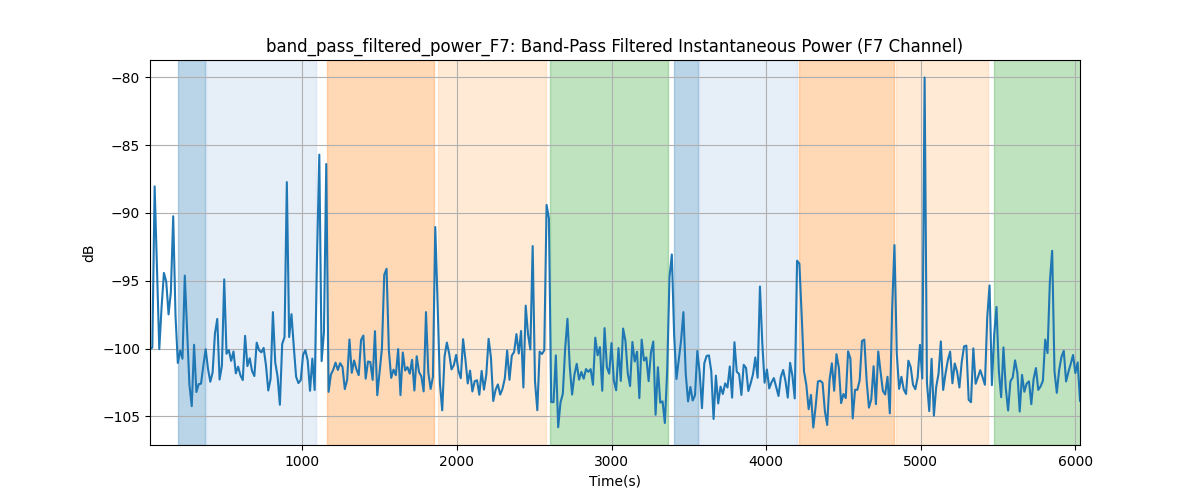 band_pass_filtered_power_F7: Band-Pass Filtered Instantaneous Power (F7 Channel)
−80
−85
−90
−95
−100
−105
dB
1000 2000 3000 4000 5000 6000
Time(s)